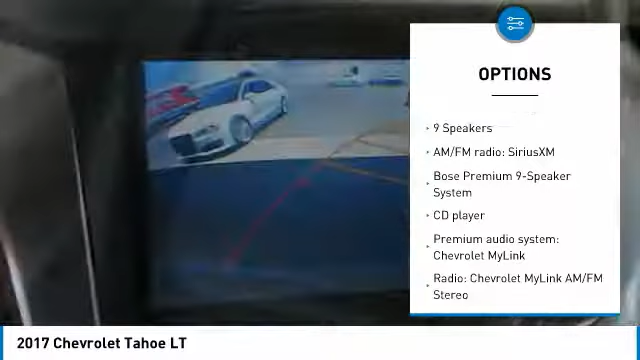 OPTIONS
9 Speakers
AM/FM radio: SiriusXM
Bose Premium 9-Speaker
System
CD player
Premium audio system:
Chevrolet MyLink
Radio: Chevrolet MyLink AM/FM
Stereo
2017 Chevrolet Tahoe LT